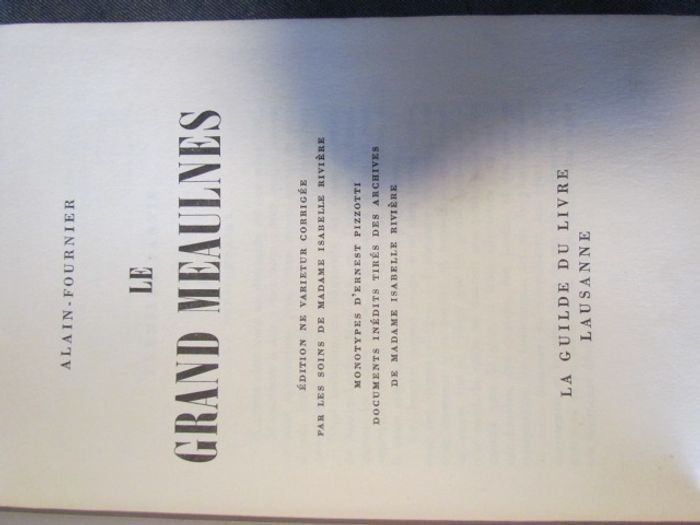 ALAIN-FOURNIER
LE
GRAND MEAULNES
ÉDITION NE VARIETUR CORRIGÉE
PAR LES SOINS DE MADAME ISABELLE RIVIÈRE
MONOTYPES D'ERNEST PIZZOTTI
DOCUMENTS INÉDITS TIRÉS DES ARCHIVES
DE MADAME ISABELLE RIVIÈRE
LA GUILDE DU LIVRE
LAUSANNE